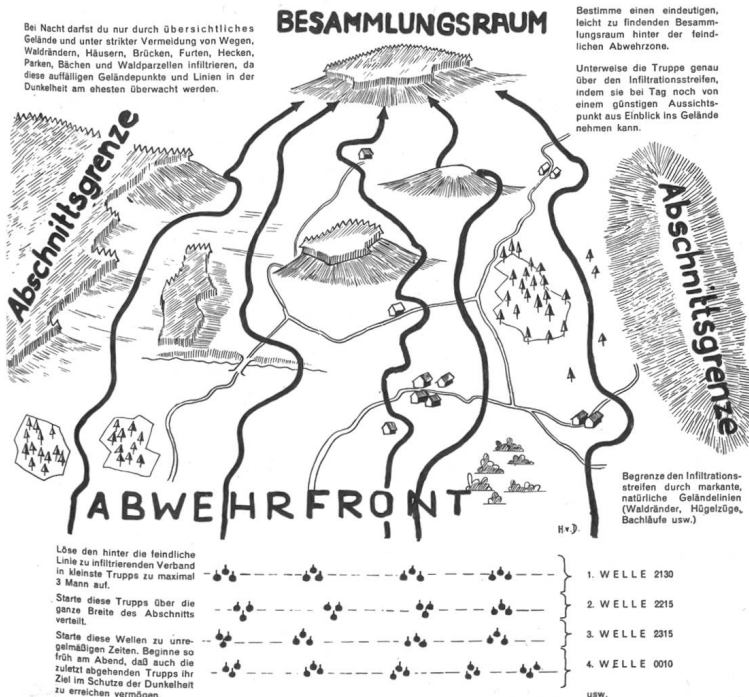 Bei Nacht darfst du nur durch übersichtliches
Gelände und unter strikter Vermeidung von Wegen,
Waldrändern, Häusern, Brücken, Furten, Hecken,
Parken, Bächen und Waldparzellen infiltrieren, da
diese auffälligen Geländepunkte und Linien in der
Dunkelheit am ehesten überwacht werden.
BESAMMLUNGSRAUM
Bestimme einen eindeutigen,
leicht zu findenden Besamm-
lungsraum hinter der feind-
lichen Abwehrzone.
Unterweise die Truppe genau
über den Infiltrationsstreifen,
indem sie bei Tag noch von
einem günstigen Aussichts-
punkt aus Einblick ins Gelände
nehmen kann.
Abschnittsgrenze
Abschnittsgrenze
ABWEHRFRONT
H.v.D.
Begrenze den Infiltrations-
streifen durch markante,
natürliche Geländelinien
(Waldränder, Hügelzüge,
Bachläufe usw.)
Löse den hinter die feindliche
Linie zu infiltrierenden Verband
in kleinste Trupps zu maximal
3 Mann auf.
Starte diese Trupps über die
ganze Breite des Abschnitts
verteilt.
Starte diese Wellen zu unre-
gelmäßigen Zeiten. Beginne so
früh am Abend, daß auch die
zuletzt abgehenden Trupps ihr
Ziel im Schutze der Dunkelheit
zu erreichen vermögen.
1. WELLE 2130
2. WELLE 2215
3. WELLE 2315
4. WELLE 0010
usw.